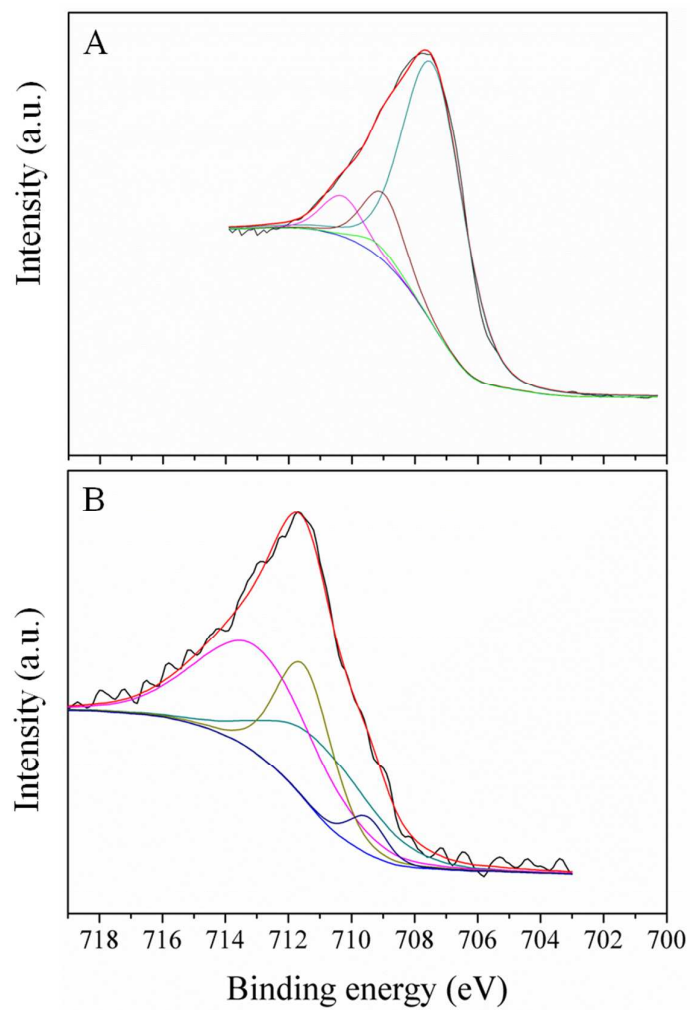 A
Intensity (a.u.)
B
Intensity (a.u.)
718 716 714 712 710 708 706 704 702 700
Binding energy (eV)